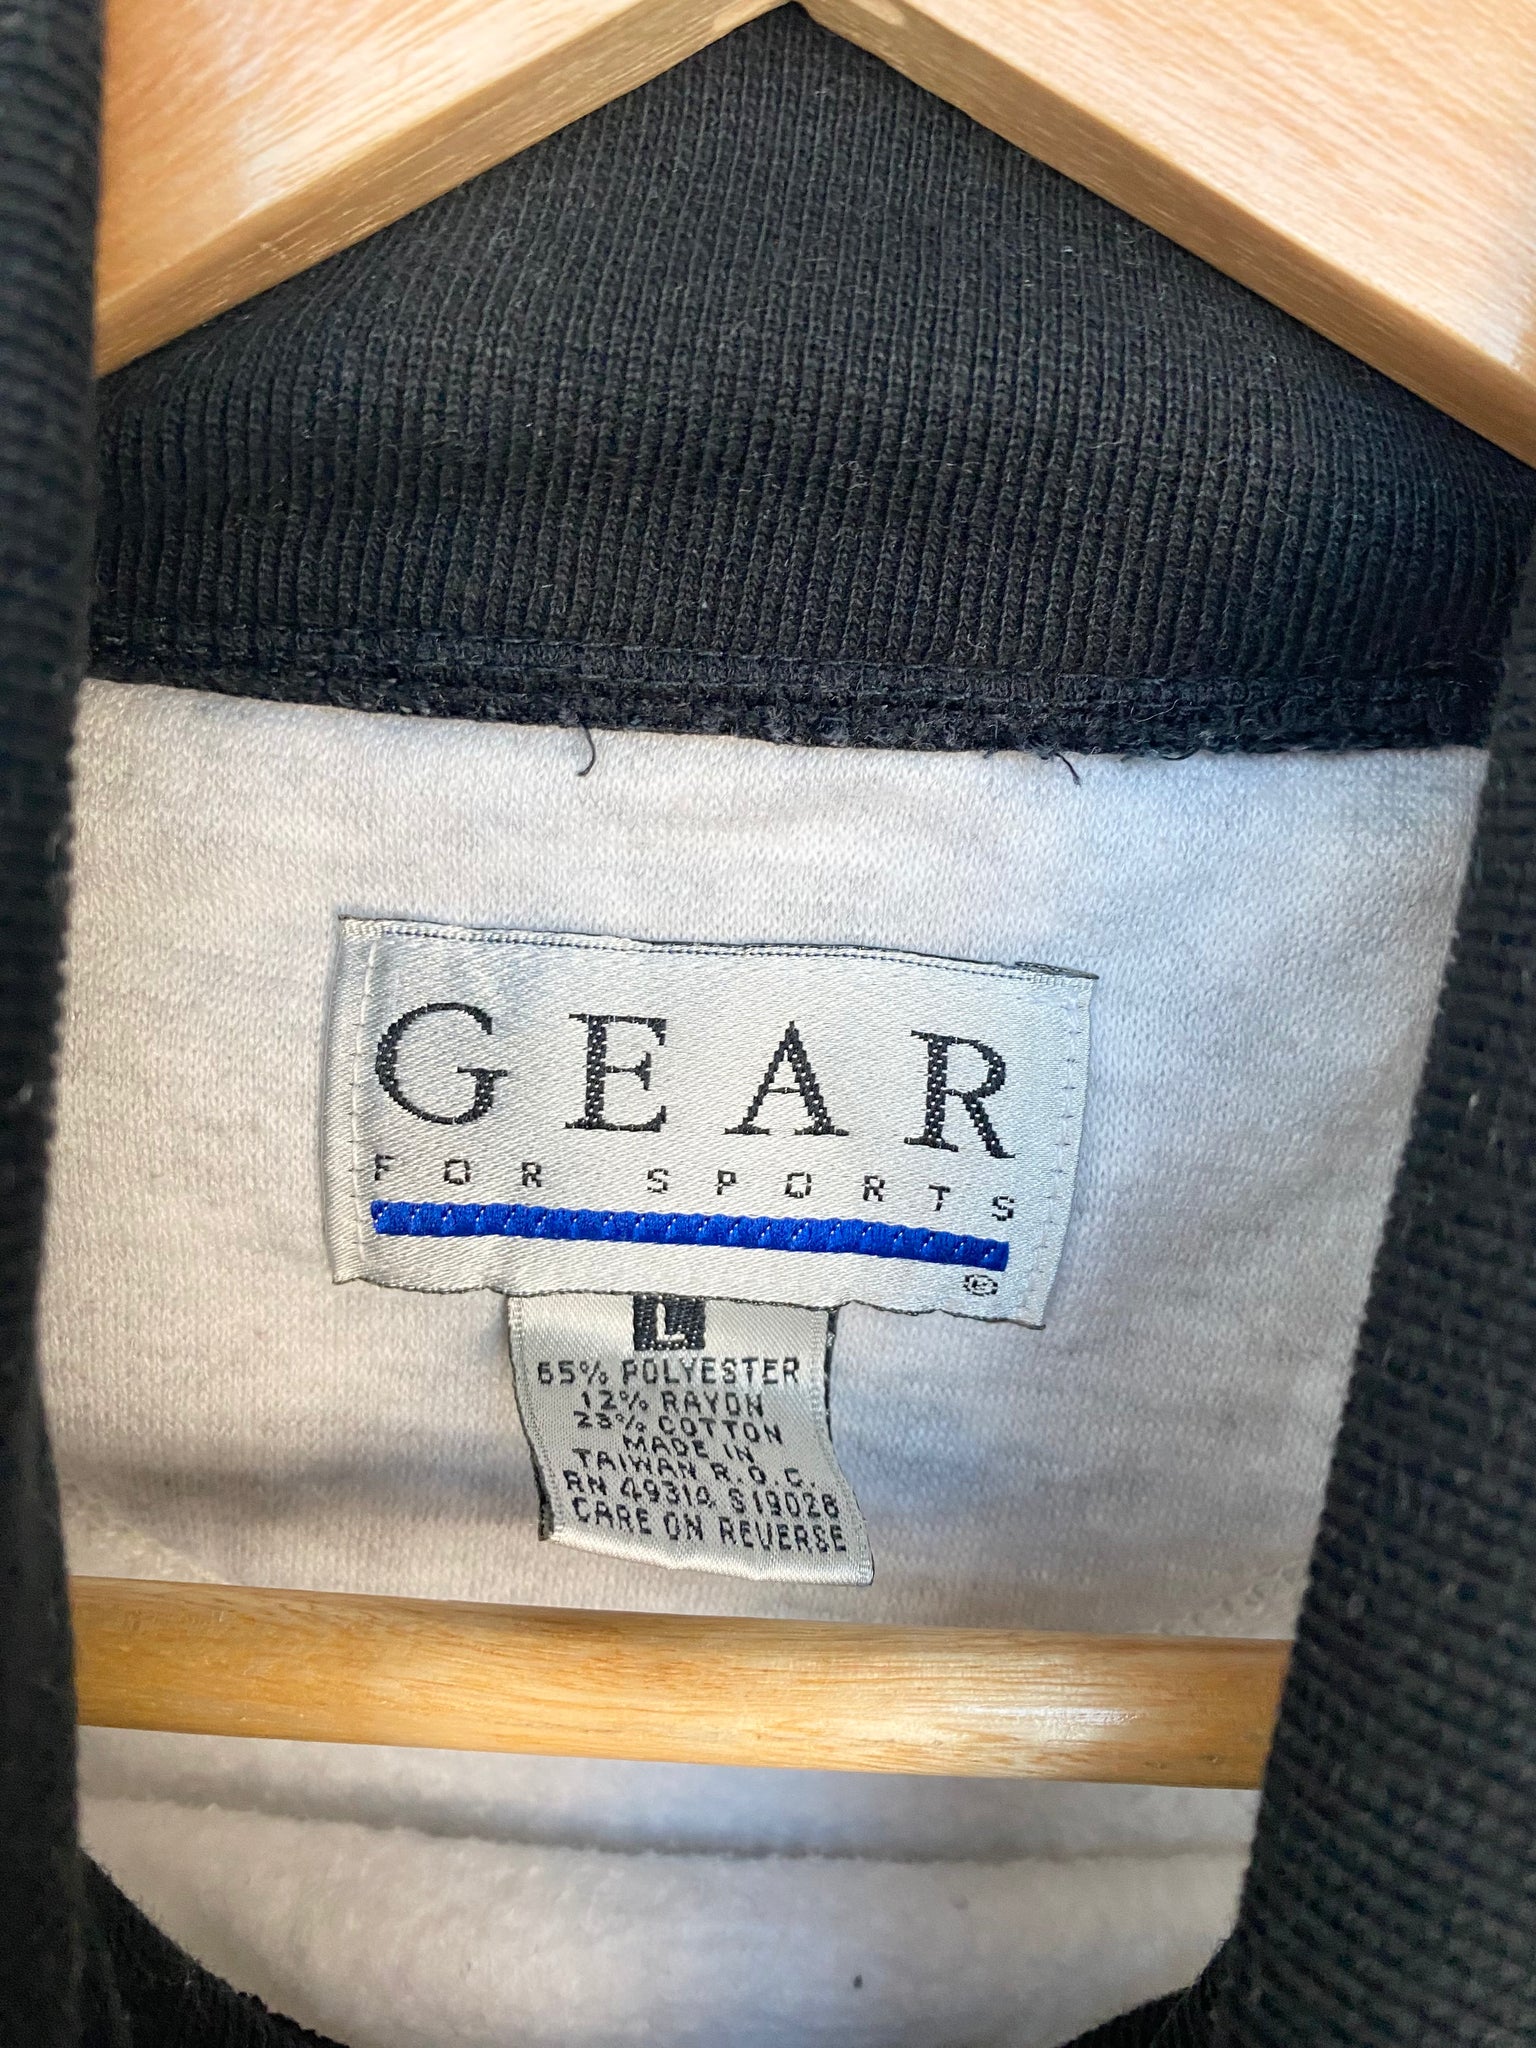 GEAR
FOR SPORTS
®
L
65% POLYESTER
12% RAYON
23% COTTON
MADE IN
TAIWAN R.O.C.
RN 49314 S19028
CARE ON REVERSE